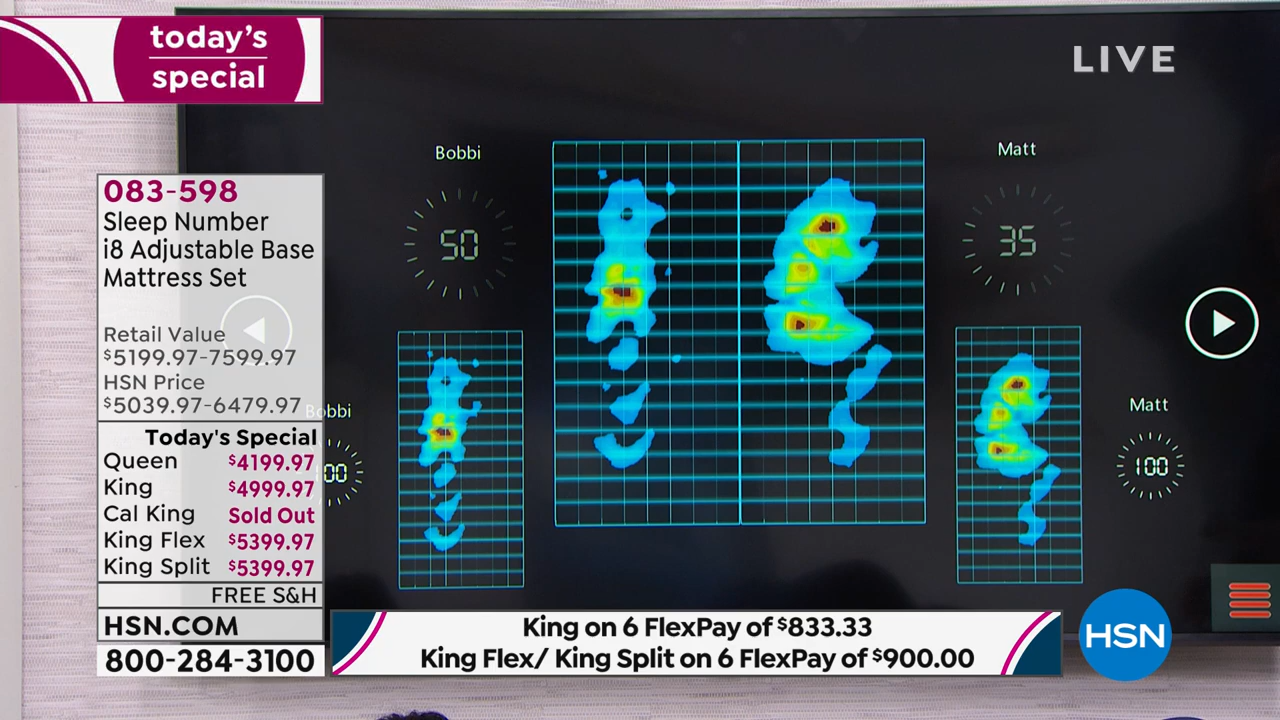 today's
special
LIVE
083-598
Sleep Number
i8 Adjustable Base
Mattress Set
Retail Value
$5199.97-7599.97
HSN Price
$5039.97-6479.97
Today's Special
Queen $4199.97
King $4999.97
Cal King Sold Out
King Flex $5399.97
King Split $5399.97
FREE S&H
HSN.COM
800-284-3100
Bobbi
50
Matt
35
Bobbi
Matt
100
King on 6 FlexPay of $833.33
King Flex/ King Split on 6 FlexPay of $900.00
HSN